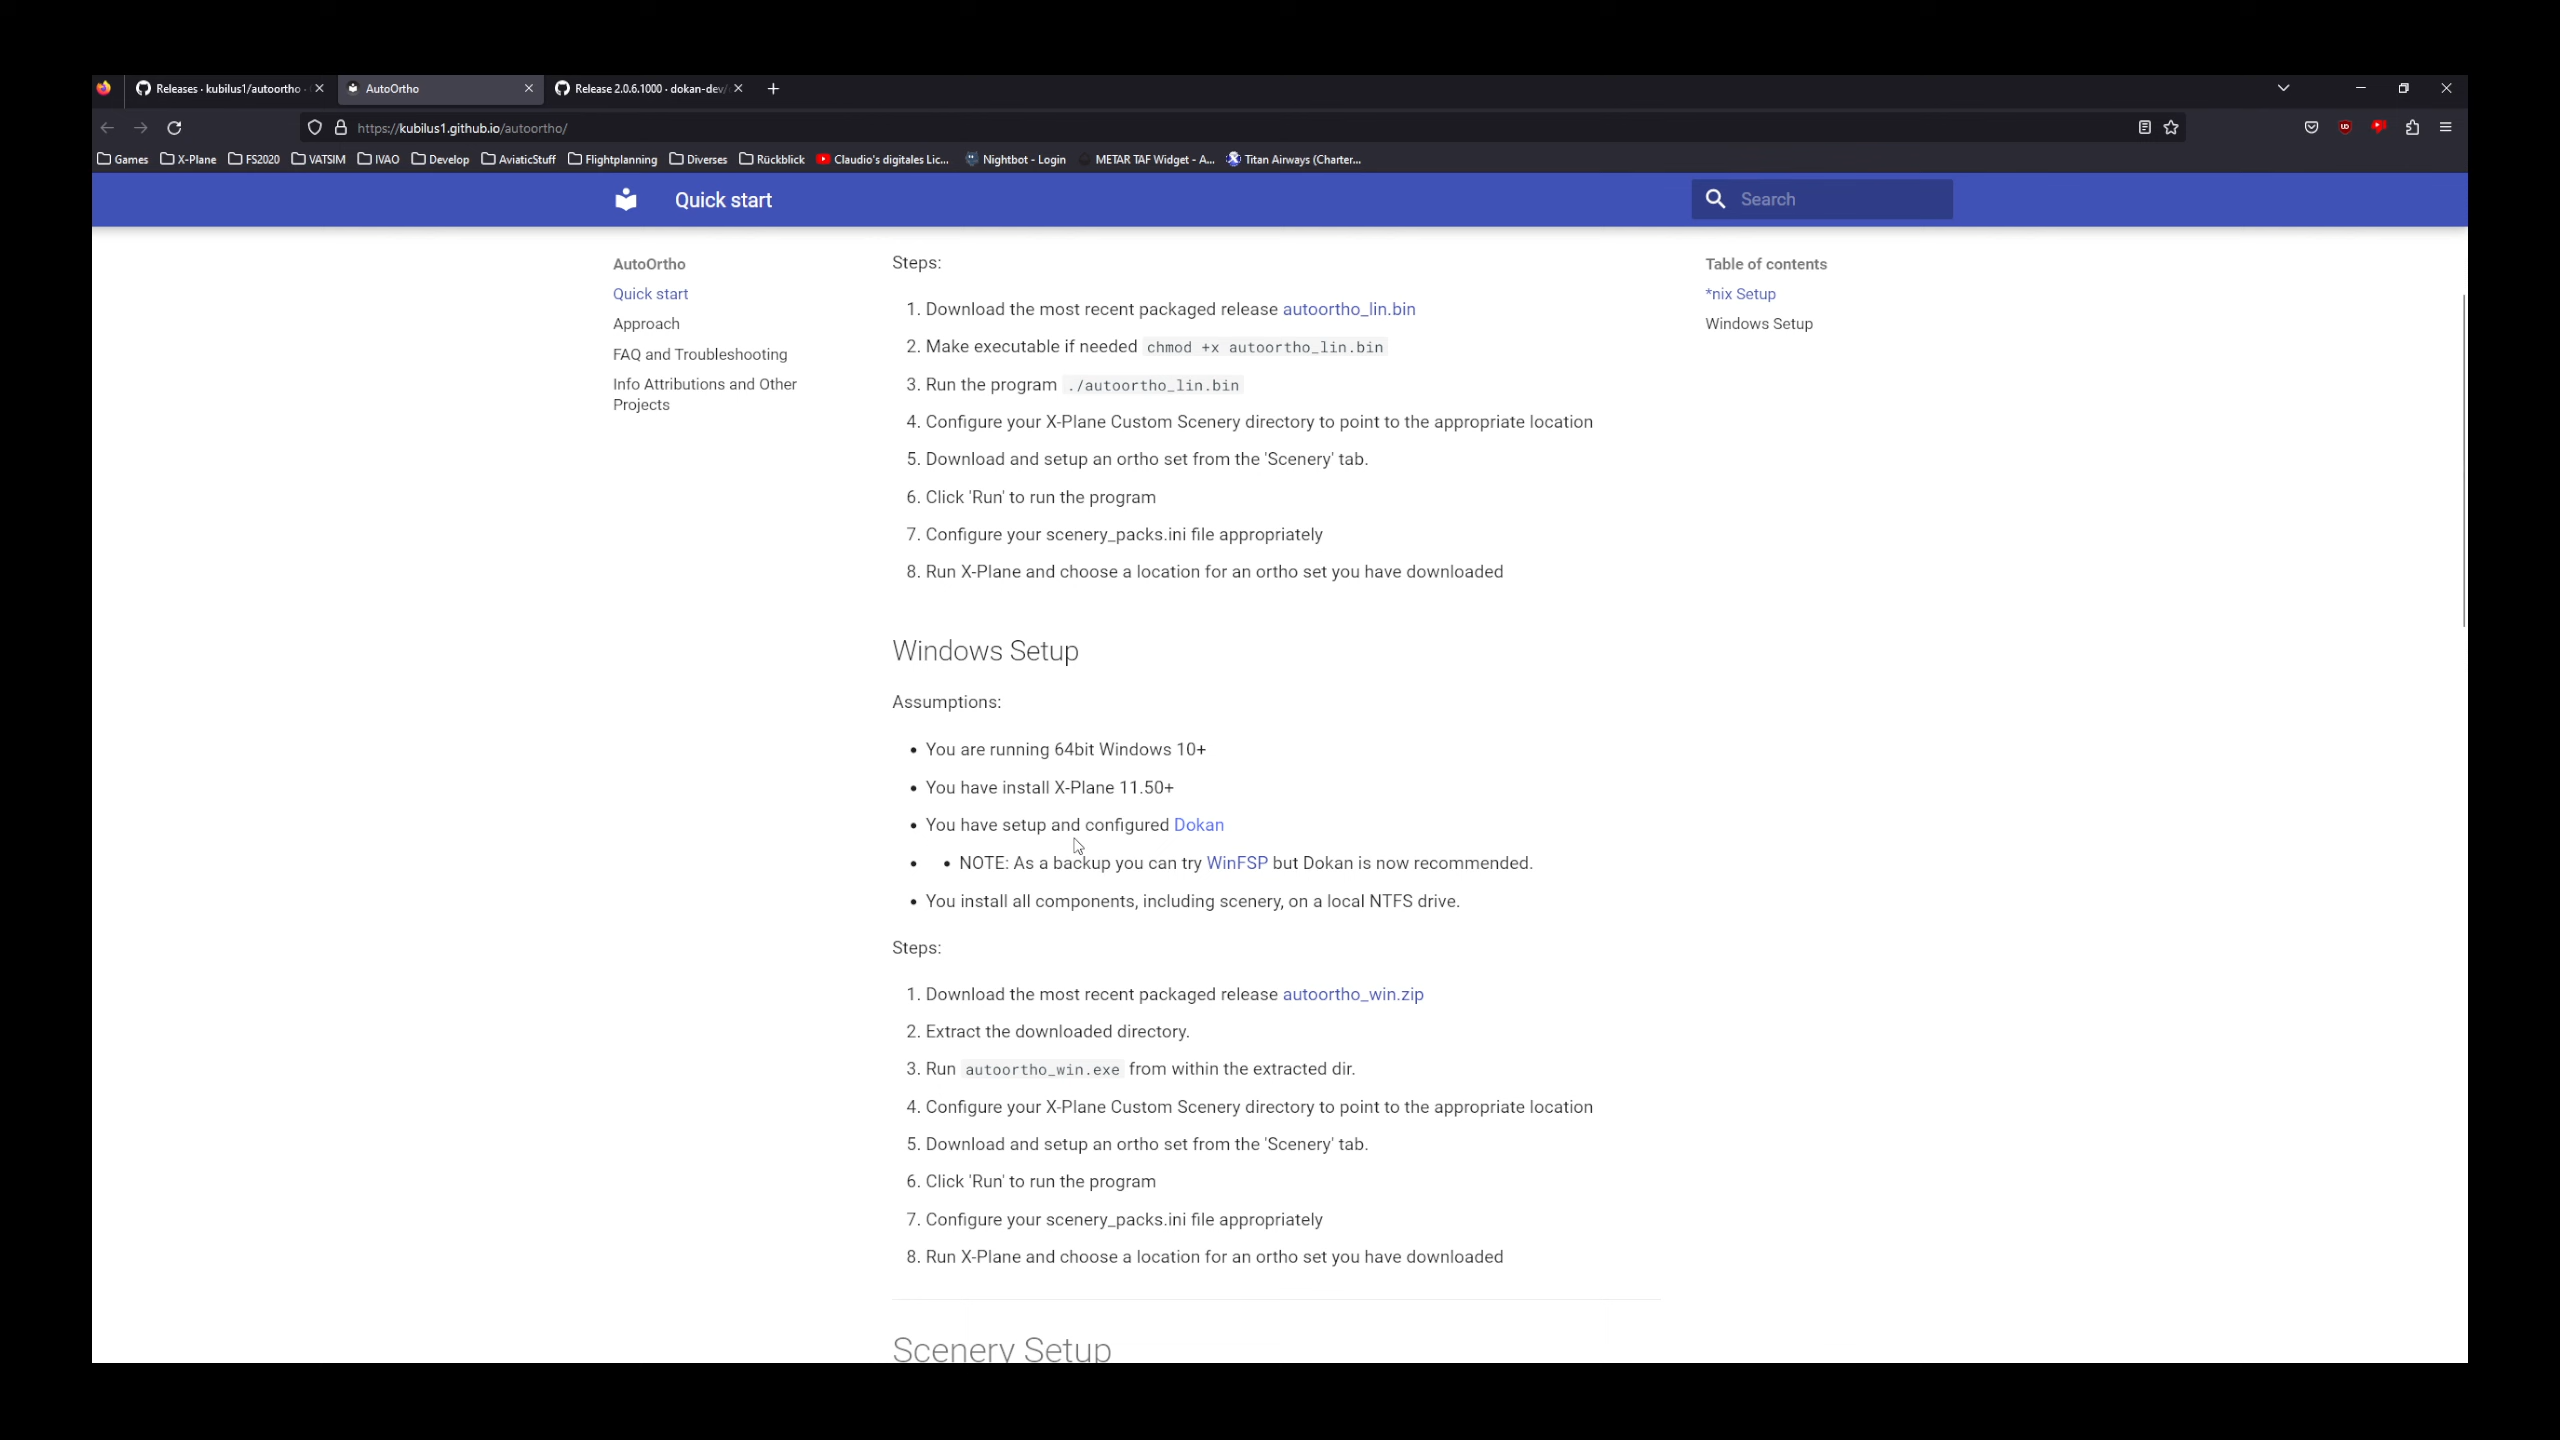 Releases · kubilus1/autoortho ·
AutoOrtho
Release 2.0.6.1000 · dokan-dev/
https://kubilus1.github.io/autoortho/
Games X-Plane FS2020 VATSIM IVAO Develop AviaticStuff Flightplanning Diverses Rückblick Claudio's digitales Lic... Nightbot - Login METAR TAF Widget - A... Titan Airways (Charter...
Quick start
Search
AutoOrtho
Quick start
Approach
FAQ and Troubleshooting
Info Attributions and Other
Projects
Steps:
1. Download the most recent packaged release autoortho_lin.bin
2. Make executable if needed chmod +x autoortho_lin.bin
3. Run the program ./autoortho_lin.bin
4. Configure your X-Plane Custom Scenery directory to point to the appropriate location
5. Download and setup an ortho set from the 'Scenery' tab.
6. Click 'Run' to run the program
7. Configure your scenery_packs.ini file appropriately
8. Run X-Plane and choose a location for an ortho set you have downloaded
Windows Setup
Assumptions:
• You are running 64bit Windows 10+
• You have install X-Plane 11.50+
• You have setup and configured Dokan
• • NOTE: As a backup you can try WinFSP but Dokan is now recommended.
• You install all components, including scenery, on a local NTFS drive.
Steps:
1. Download the most recent packaged release autoortho_win.zip
2. Extract the downloaded directory.
3. Run autoortho_win.exe from within the extracted dir.
4. Configure your X-Plane Custom Scenery directory to point to the appropriate location
5. Download and setup an ortho set from the 'Scenery' tab.
6. Click 'Run' to run the program
7. Configure your scenery_packs.ini file appropriately
8. Run X-Plane and choose a location for an ortho set you have downloaded
Scenery Setup
Table of contents
*nix Setup
Windows Setup